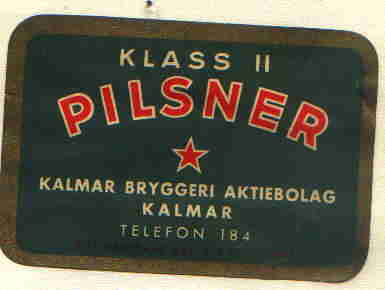 KLASS II
PILSNER
KALMAR BRYGGERI AKTIEBOLAG
KALMAR
TELEFON 184